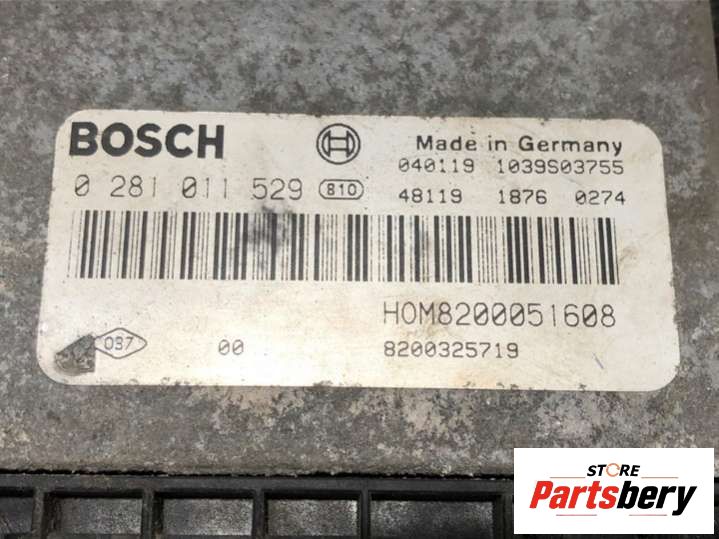 BOSCH
Made in Germany
040119 1039S03755
0 281 011 529 810
48119 1876 0274
HOM8200051608
037 00
8200325719
STORE
Partsbery